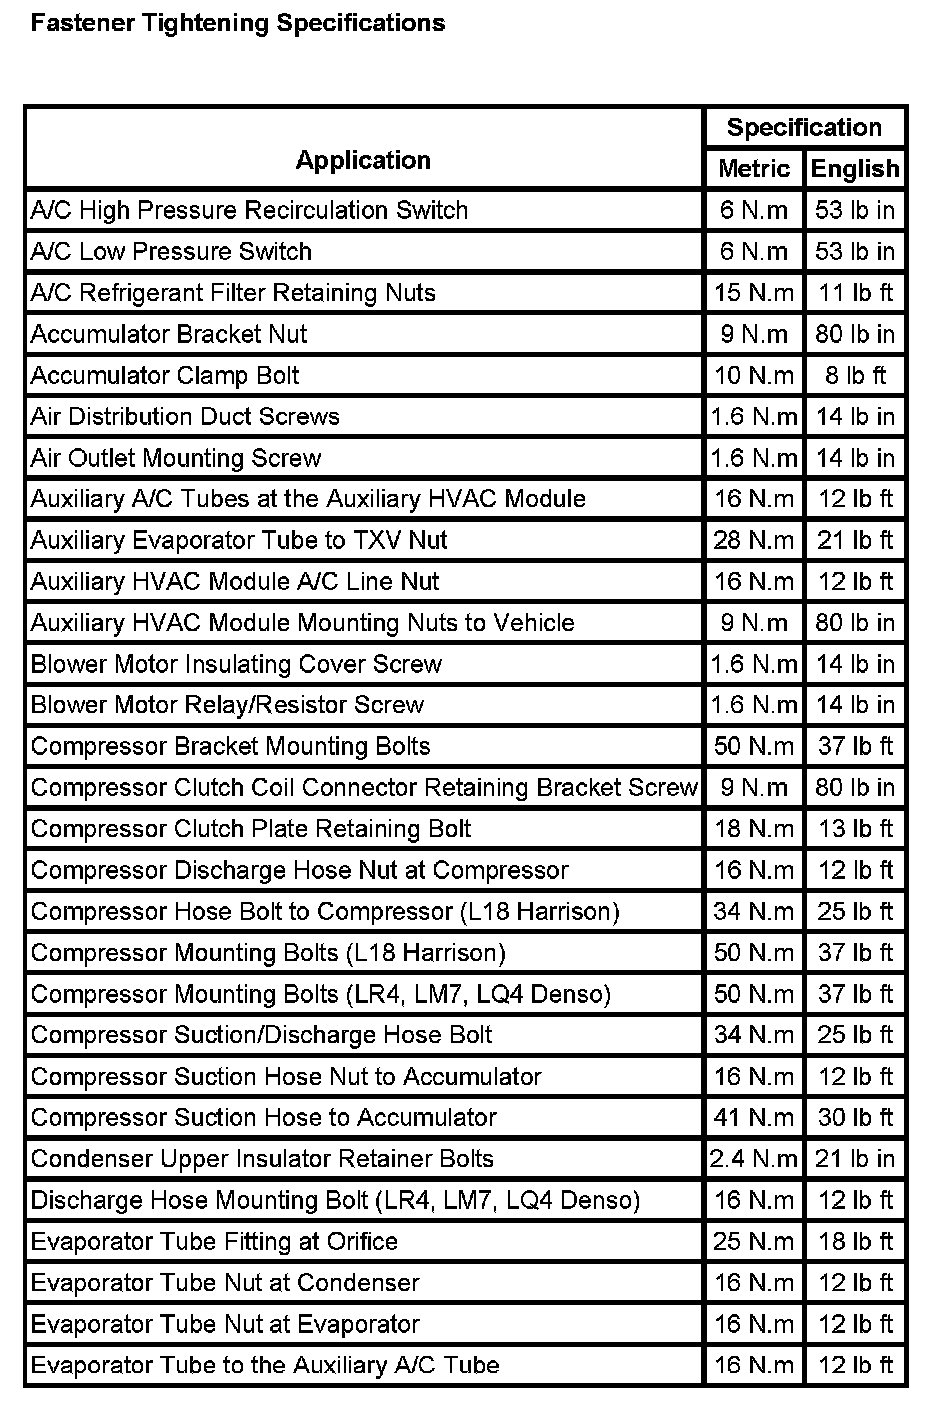 Fastener Tightening Specifications
Application
Specification
Metric English
A/C High Pressure Recirculation Switch 6 N.m 53 lb in
A/C Low Pressure Switch 6 N.m 53 lb in
A/C Refrigerant Filter Retaining Nuts 15 N.m 11 lb ft
Accumulator Bracket Nut 9 N.m 80 lb in
Accumulator Clamp Bolt 10 N.m 8 lb ft
Air Distribution Duct Screws 1.6 N.m 14 lb in
Air Outlet Mounting Screw 1.6 N.m 14 lb in
Auxiliary A/C Tubes at the Auxiliary HVAC Module 16 N.m 12 lb ft
Auxiliary Evaporator Tube to TXV Nut 28 N.m 21 lb ft
Auxiliary HVAC Module A/C Line Nut 16 N.m 12 lb ft
Auxiliary HVAC Module Mounting Nuts to Vehicle 9 N.m 80 lb in
Blower Motor Insulating Cover Screw 1.6 N.m 14 lb in
Blower Motor Relay/Resistor Screw 1.6 N.m 14 lb in
Compressor Bracket Mounting Bolts 50 N.m 37 lb ft
Compressor Clutch Coil Connector Retaining Bracket Screw 9 N.m 80 lb in
Compressor Clutch Plate Retaining Bolt 18 N.m 13 lb ft
Compressor Discharge Hose Nut at Compressor 16 N.m 12 lb ft
Compressor Hose Bolt to Compressor (L18 Harrison) 34 N.m 25 lb ft
Compressor Mounting Bolts (L18 Harrison) 50 N.m 37 lb ft
Compressor Mounting Bolts (LR4, LM7, LQ4 Denso) 50 N.m 37 lb ft
Compressor Suction/Discharge Hose Bolt 34 N.m 25 lb ft
Compressor Suction Hose Nut to Accumulator 16 N.m 12 lb ft
Compressor Suction Hose to Accumulator 41 N.m 30 lb ft
Condenser Upper Insulator Retainer Bolts 2.4 N.m 21 lb in
Discharge Hose Mounting Bolt (LR4, LM7, LQ4 Denso) 16 N.m 12 lb ft
Evaporator Tube Fitting at Orifice 25 N.m 18 lb ft
Evaporator Tube Nut at Condenser 16 N.m 12 lb ft
Evaporator Tube Nut at Evaporator 16 N.m 12 lb ft
Evaporator Tube to the Auxiliary A/C Tube 16 N.m 12 lb ft